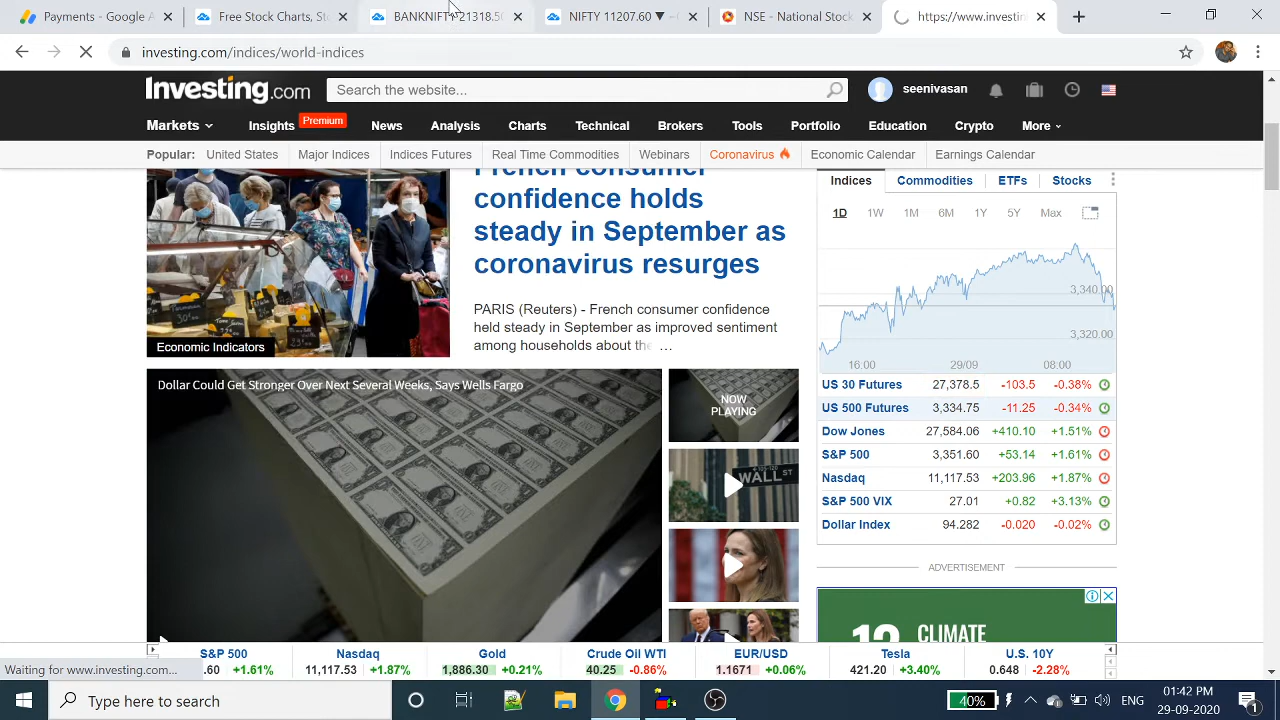 Payments - Google A
Free Stock Charts, Sto
BANKNIFTY 21318.50
NIFTY 11207.60 ▼ −0
NSE - National Stock
https://www.investin
investing.com/indices/world-indices
Investing.com
Search the website...
seenivasan
Markets
Insights
Premium
News
Analysis
Charts
Technical
Brokers
Tools
Portfolio
Education
Crypto
More
Popular:
United States
Major Indices
Indices Futures
Real Time Commodities
Webinars
Coronavirus
Economic Calendar
Earnings Calendar
French consumer
confidence holds
steady in September as
coronavirus resurges
PARIS (Reuters) - French consumer confidence
held steady in September as improved sentiment
among households about the ...
Economic Indicators
Dollar Could Get Stronger Over Next Several Weeks, Says Wells Fargo
NOW
PLAYING
WALL ST
Indices
Commodities
ETFs
Stocks
1D 1W 1M 6M 1Y 5Y Max
3,340.00
3,320.00
16:00 29/09 08:00
US 30 Futures 27,378.5 -103.5 -0.38%
US 500 Futures 3,334.75 -11.25 -0.34%
Dow Jones 27,584.06 +410.10 +1.51%
S&P 500 3,351.60 +53.14 +1.61%
Nasdaq 11,117.53 +203.96 +1.87%
S&P 500 VIX 27.01 +0.82 +3.13%
Dollar Index 94.282 -0.020 -0.02%
ADVERTISEMENT
CLIMATE
S&P 500
.60 +1.61%
Nasdaq
11,117.53 +1.87%
Gold
1,886.30 +0.21%
Crude Oil WTI
40.25 -0.86%
EUR/USD
1.1671 +0.06%
Tesla
421.20 +3.40%
U.S. 10Y
0.648 -2.28%
Waiting for www.investing.com...
Type here to search
40%
ENG
01:42 PM
29-09-2020
1